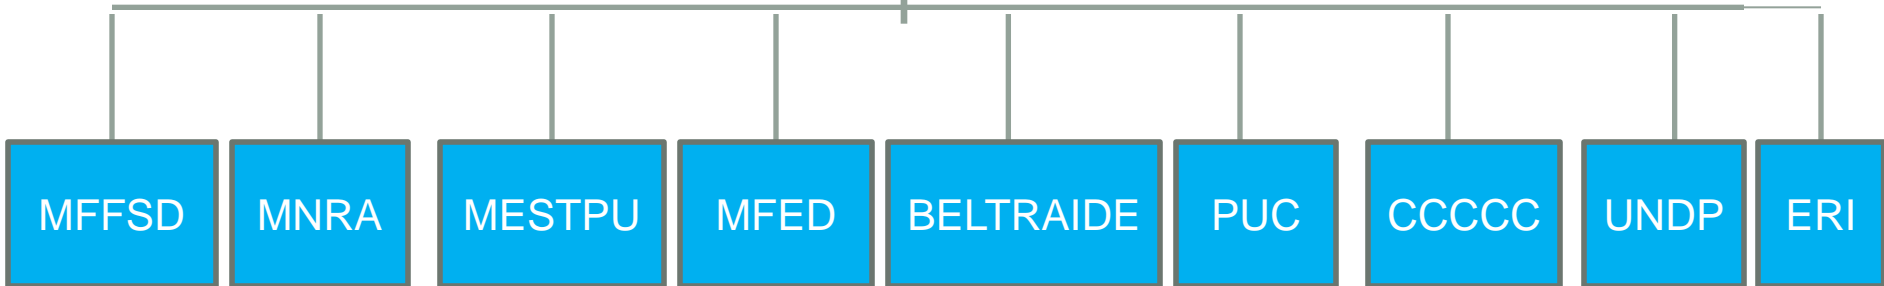 MFFSD
MNRA
MESTPU
MFED
BELTRAIDE
PUC
CCCCC
UNDP
ERI